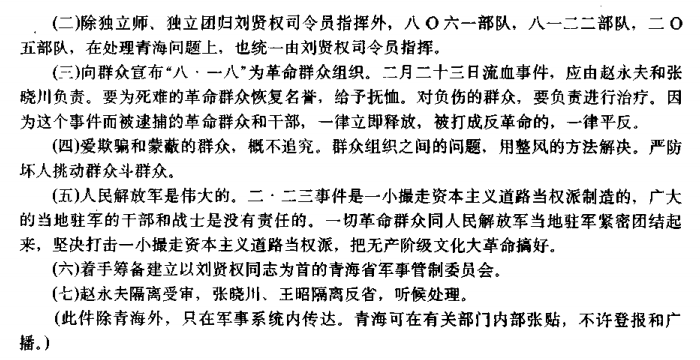 (二)除独立师、独立团归刘贤权司令员指挥外，八〇六一部队，八一二二部队，二〇
五部队，在处理青海问题上，也统一由刘贤权司令员指挥。
(三)向群众宣布“八·一八”为革命群众组织。二月二十三日流血事件，应由赵永夫和张
晓川负责。要为死难的革命群众恢复名誉，给予抚恤。对负伤的群众，要负责进行治疗。因
为这个事件而被逮捕的革命群众和干部，一律立即释放，被打成反革命的，一律平反。
(四)爱欺骗和蒙蔽的群众，概不追究。群众组织之间的问题，用整风的方法解决。严防
坏人挑动群众斗群众。
(五)人民解放军是伟大的。二·二三事件是一小撮走资本主义道路当权派制造的，广大
的当地驻军的干部和战士是没有责任的。一切革命群众同人民解放军当地驻军紧密团结起
来，坚决打击一小撮走资本主义道路当权派，把无产阶级文化大革命搞好。
(六)着手筹备建立以刘贤权同志为首的青海省军事管制委员会。
(七)赵永夫隔离受审，张晓川、王昭隔离反省，听候处理。
(此件除青海外，只在军事系统内传达。青海可在有关部门内部张贴，不许登报和广
播。)